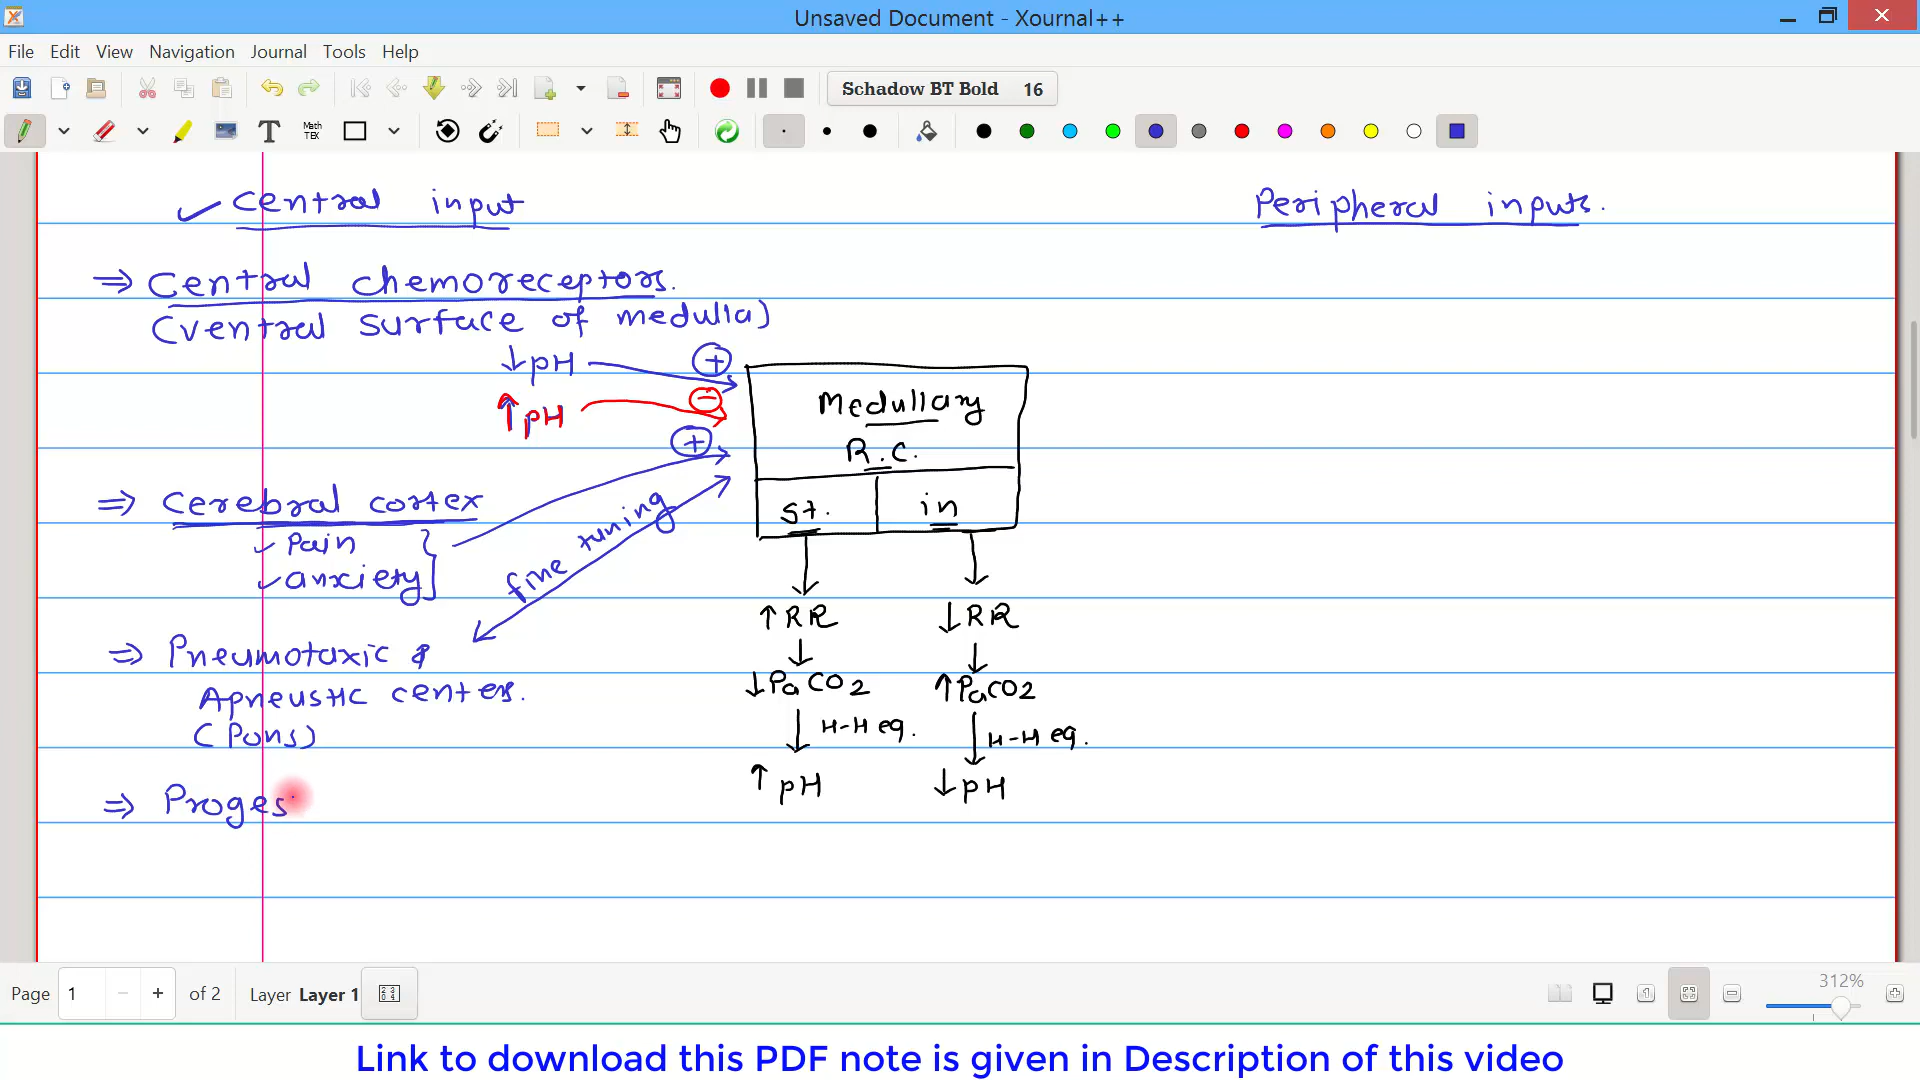 Unsaved Document - Xournal++
File Edit View Navigation Journal Tools Help
Schadow BT Bold 16
Math TEX
✓ Central input
Peripheral inputs.
⇒ Central chemoreceptors.
(Ventral surface of medulla)
↓pH +
↑pH −
+
Medullary
R.C.
⇒ Cerebral cortex
st. in
✓ Pain
✓ anxiety
fine tuning
↑RR ↓RR
⇒ Pneumotaxic &
Apneustic center.
(Pons)
↓PaCO2 ↑PaCO2
H-H eq. H-H eq.
↑pH ↓pH
⇒ Proges
Page 1 − + of 2 Layer Layer 1
312%
Link to download this PDF note is given in Description of this video